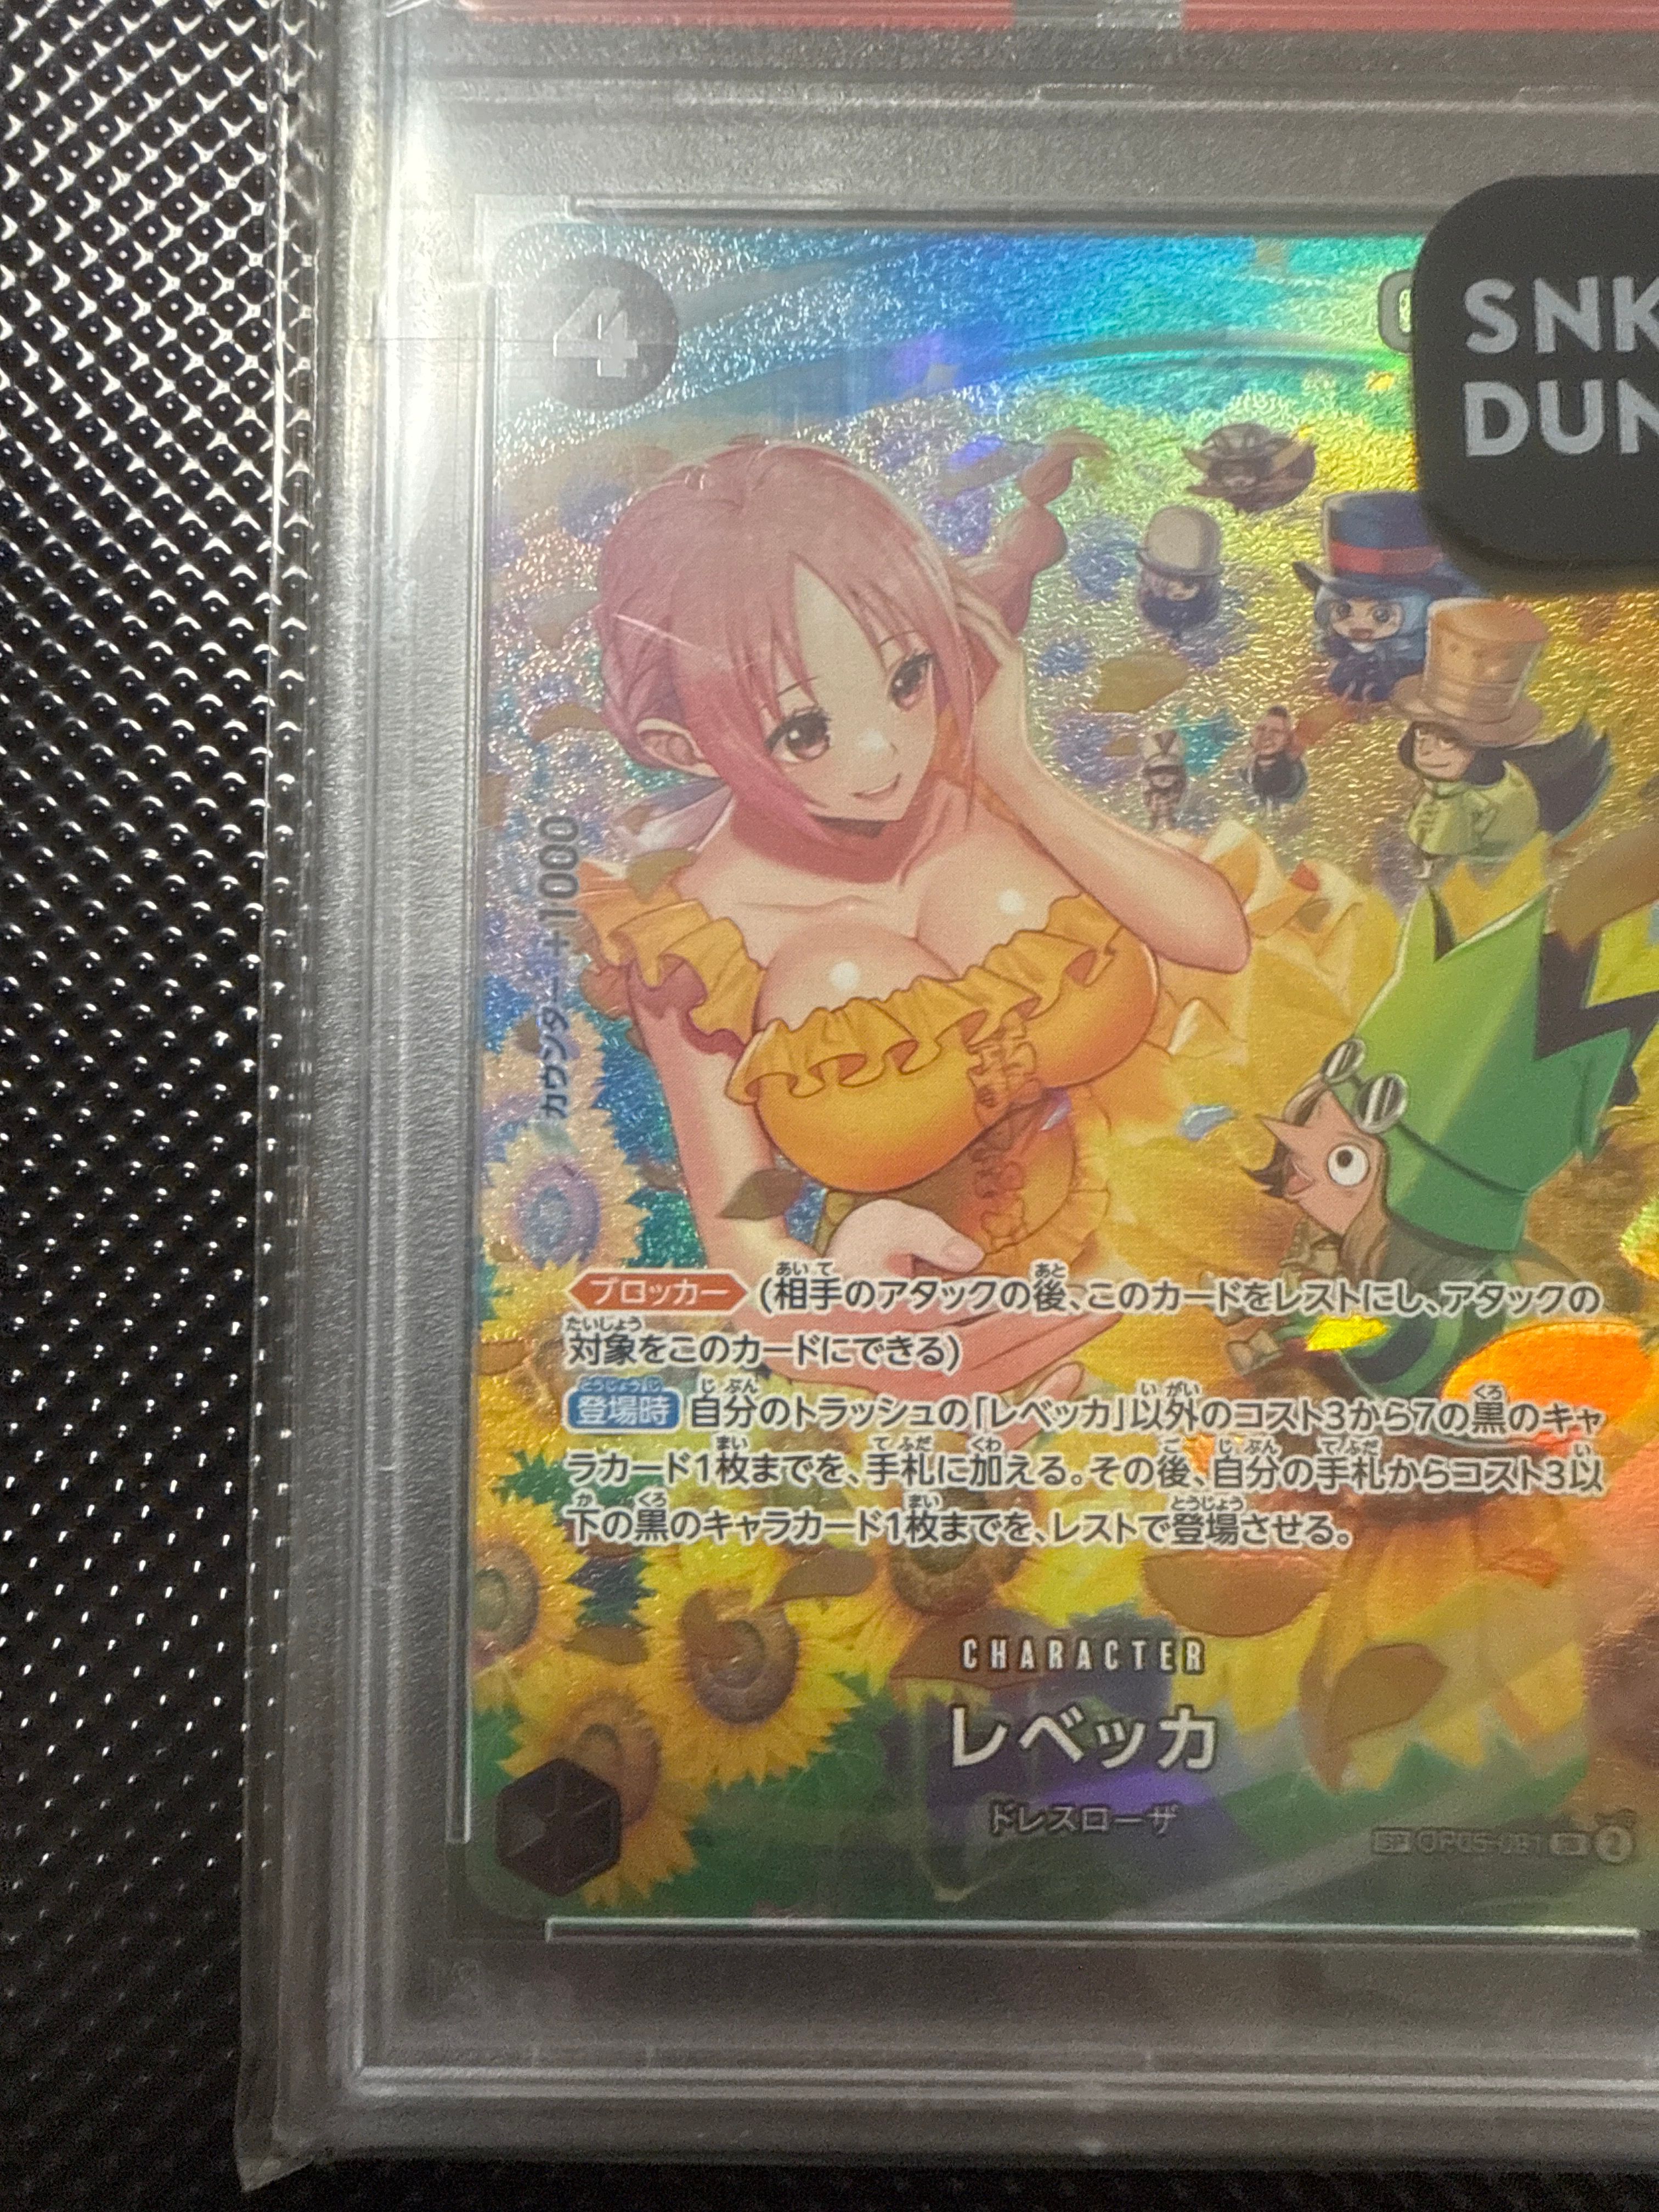 4
SNK
DUN
カウンター+1000
ブロッカー (相手のアタックの後、このカードをレストにし、アタックの
対象をこのカードにできる)
登場時 自分のトラッシュの「レベッカ」以外のコスト3から7の黒のキャ
ラカード1枚までを、手札に加える。その後、自分の手札からコスト3以
下の黒のキャラカード1枚までを、レストで登場させる。
CHARACTER
レベッカ
ドレスローザ
SP OP05-091